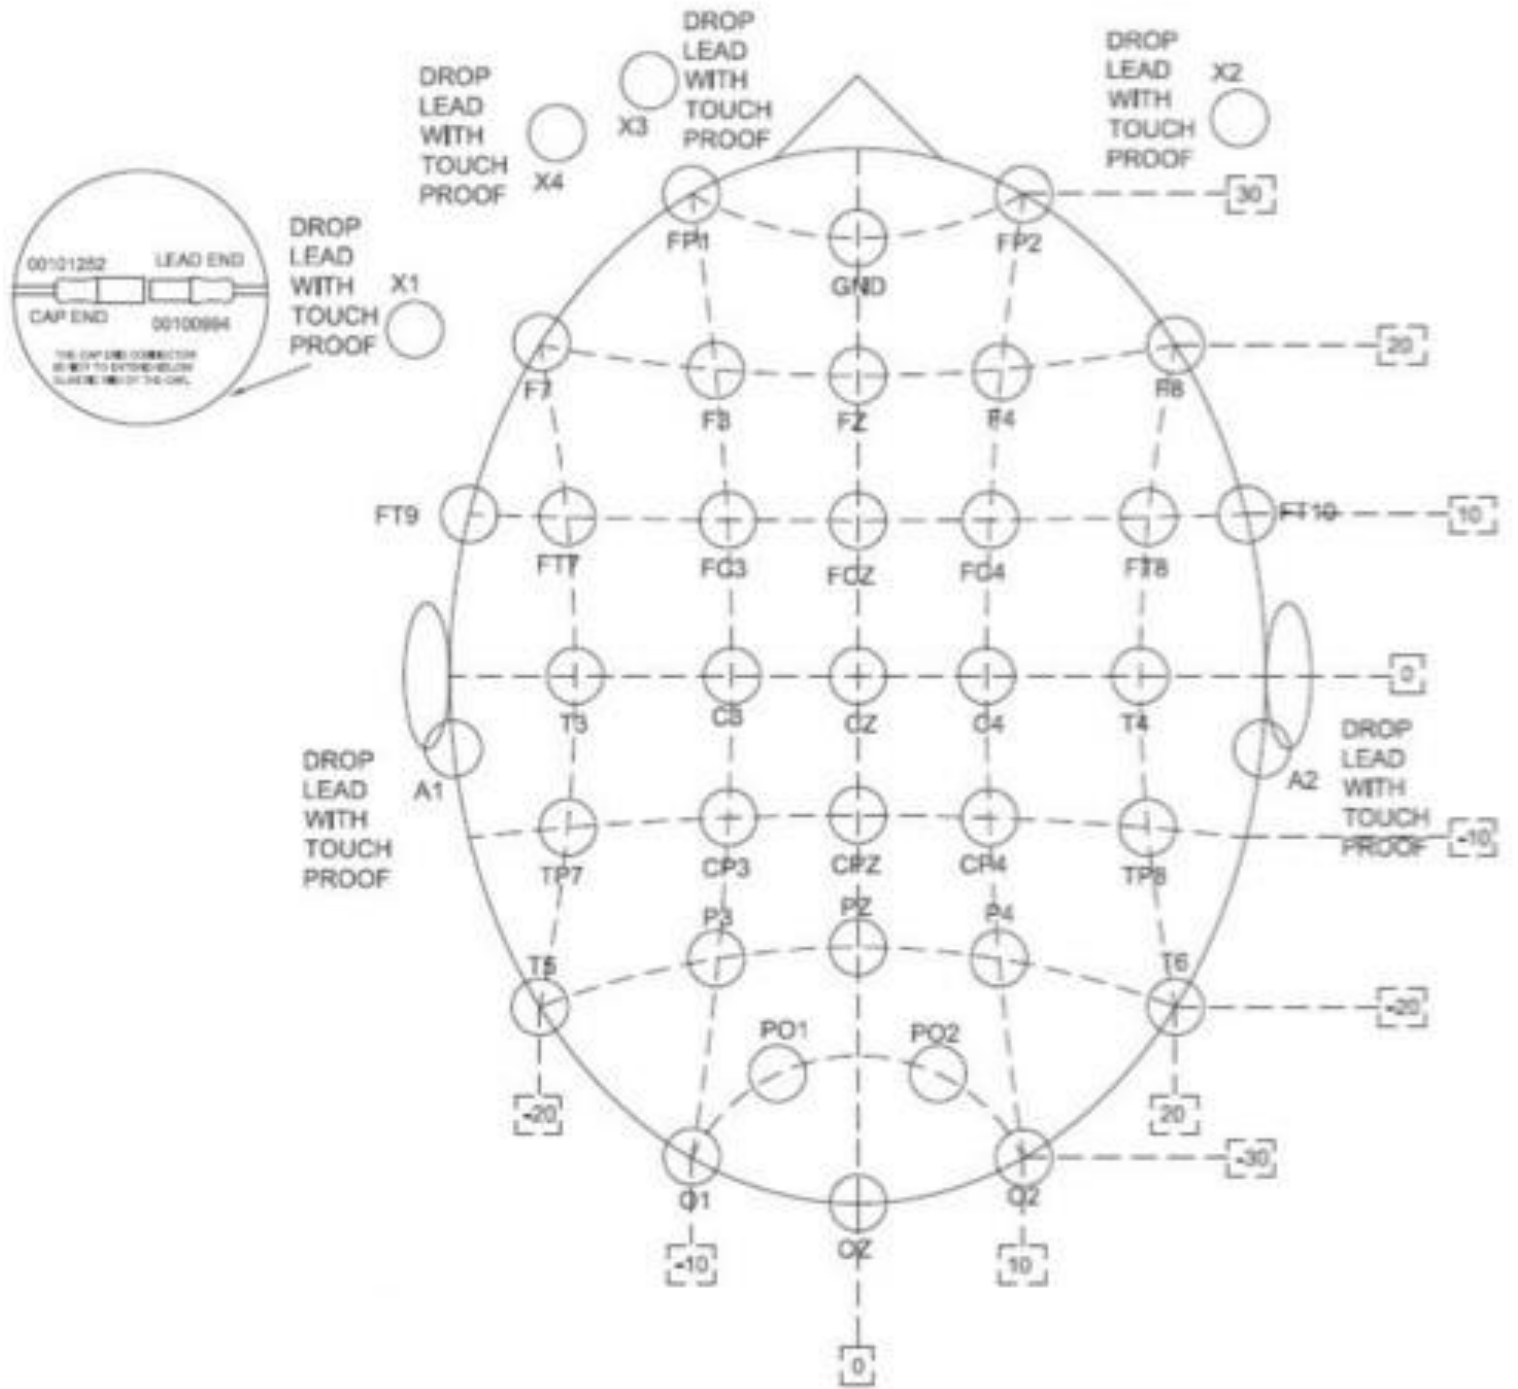 DROP
LEAD
WITH
TOUCH
PROOF
X3
DROP
LEAD
WITH
TOUCH
PROOF
X4
DROP
LEAD
WITH
TOUCH
PROOF
X2
00101252
LEAD END
CAP END
00100994
THE CAP END CONNECTOR
DROP
LEAD
WITH
TOUCH
PROOF
X1
30
FP1
FP2
GND
20
F7
F3
FZ
F4
F8
FT9
FT10
10
FT7
FC3
FCZ
FC4
FT8
0
T3
C3
CZ
C4
T4
A1
A2
DROP
LEAD
WITH
TOUCH
PROOF
DROP
LEAD
WITH
TOUCH
PROOF
-10
TP7
CP3
CPZ
CP4
TP8
P3
PZ
P4
T5
T6
-20
PO1
PO2
-20
20
-30
O1
OZ
O2
-10
10
0